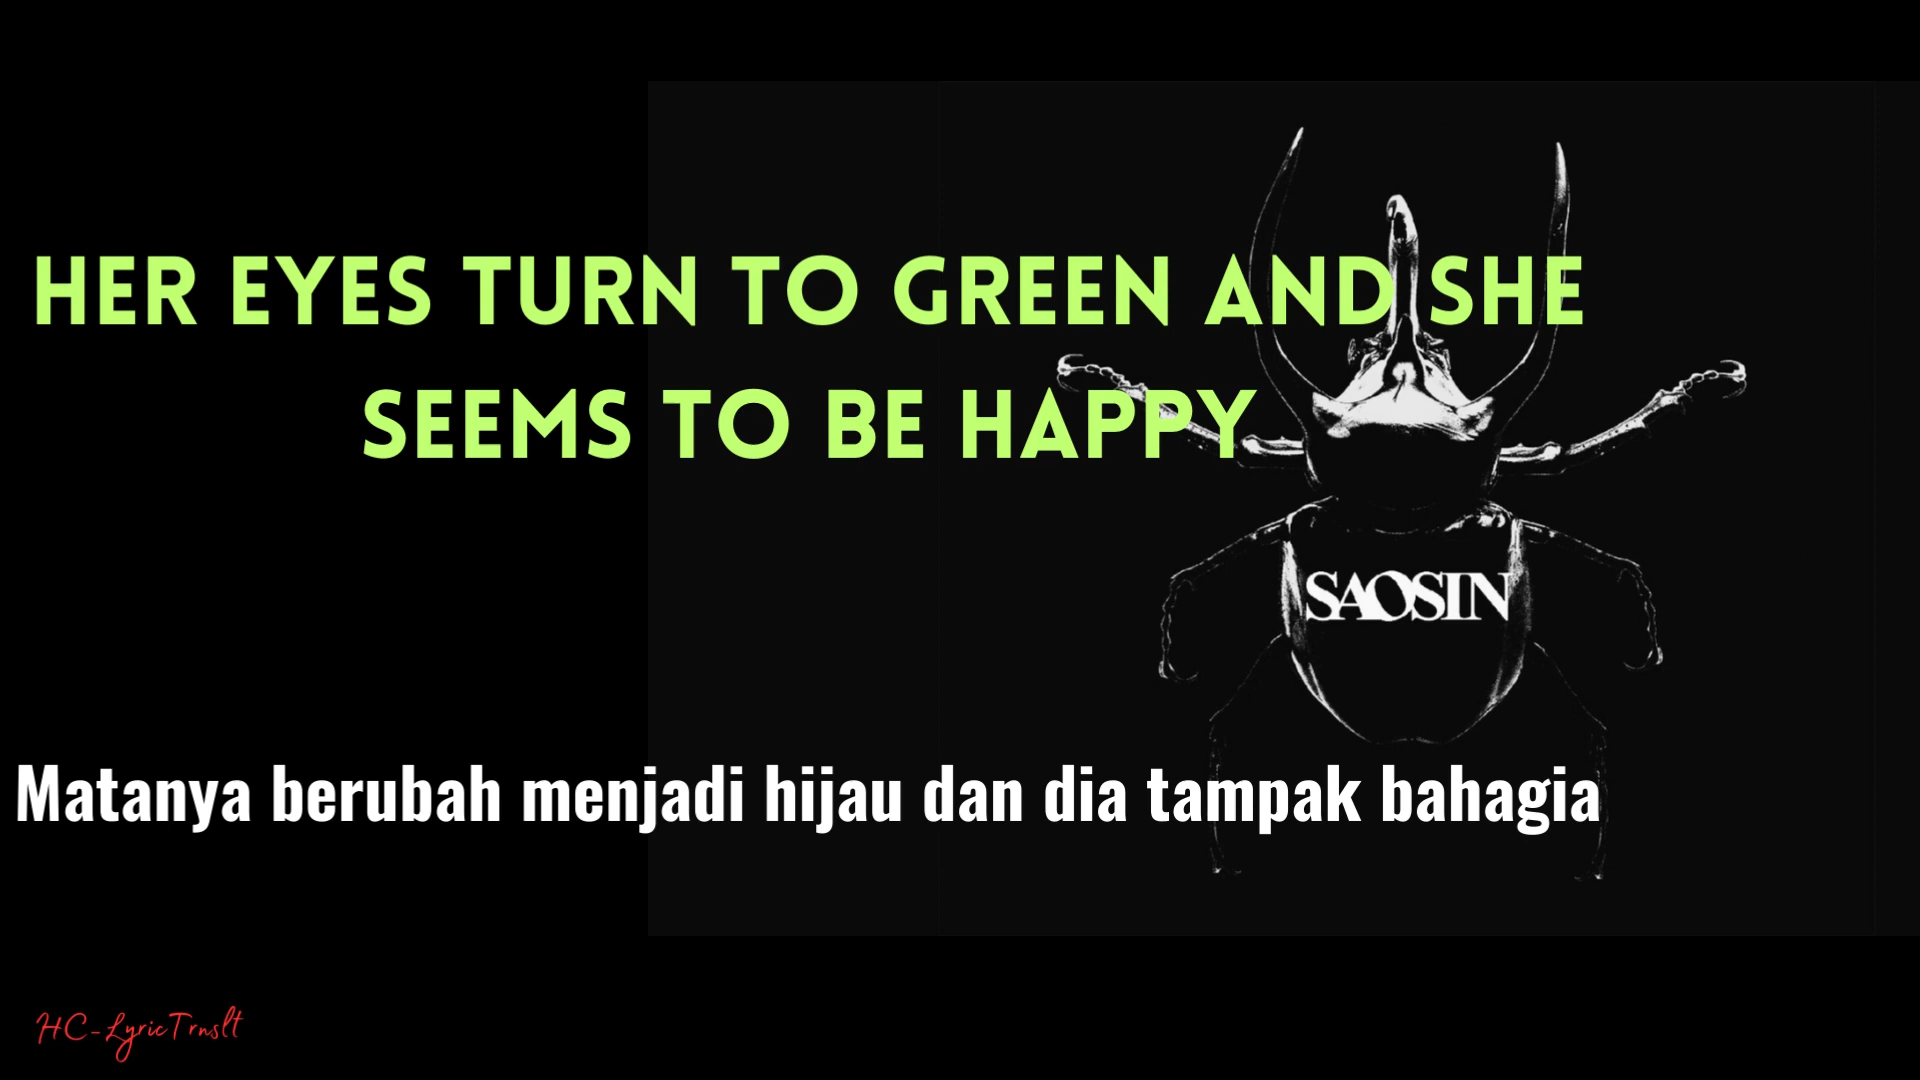 HER EYES TURN TO GREEN AND SHE
SEEMS TO BE HAPPY
SAOSIN
Matanya berubah menjadi hijau dan dia tampak bahagia
HC-LyricTrnslt